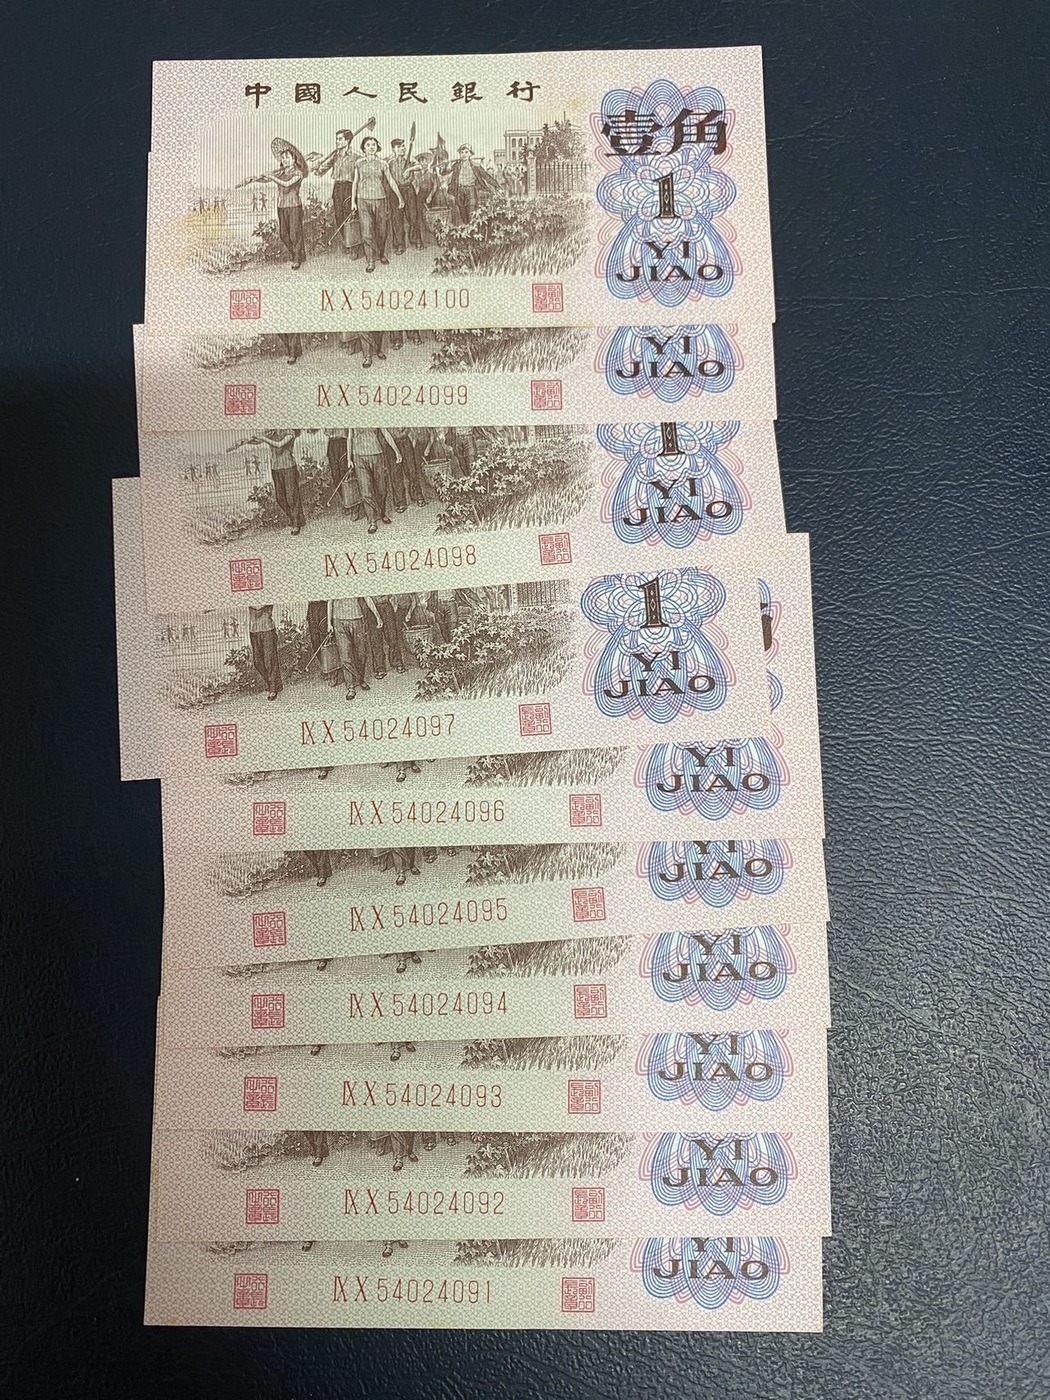 中國人民銀行
壹角
1
YI
JIAO
ⅨⅩ54024100
YI
JIAO
ⅨⅩ54024099
1
YI
JIAO
ⅨⅩ54024098
1
YI
JIAO
ⅨⅩ54024097
YI
JIAO
ⅨⅩ54024096
YI
JIAO
ⅨⅩ54024095
YI
JIAO
ⅨⅩ54024094
YI
JIAO
ⅨⅩ54024093
YI
JIAO
ⅨⅩ54024092
YI
JIAO
ⅨⅩ54024091